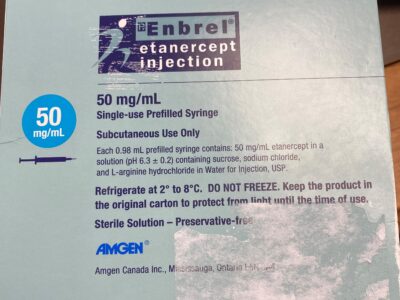 Enbrel®
etanercept
injection
50 mg/mL
Single-use Prefilled Syringe
50
mg/mL
Subcutaneous Use Only
Each 0.98 mL prefilled syringe contains: 50 mg/mL etanercept in a
solution (pH 6.3 ± 0.2) containing sucrose, sodium chloride,
and L-arginine hydrochloride in Water for Injection, USP.
Refrigerate at 2° to 8°C. DO NOT FREEZE. Keep the product in
the original carton to protect from light until the time of use.
Sterile Solution – Preservative-free
AMGEN®
Amgen Canada Inc., Mississauga, Ontario